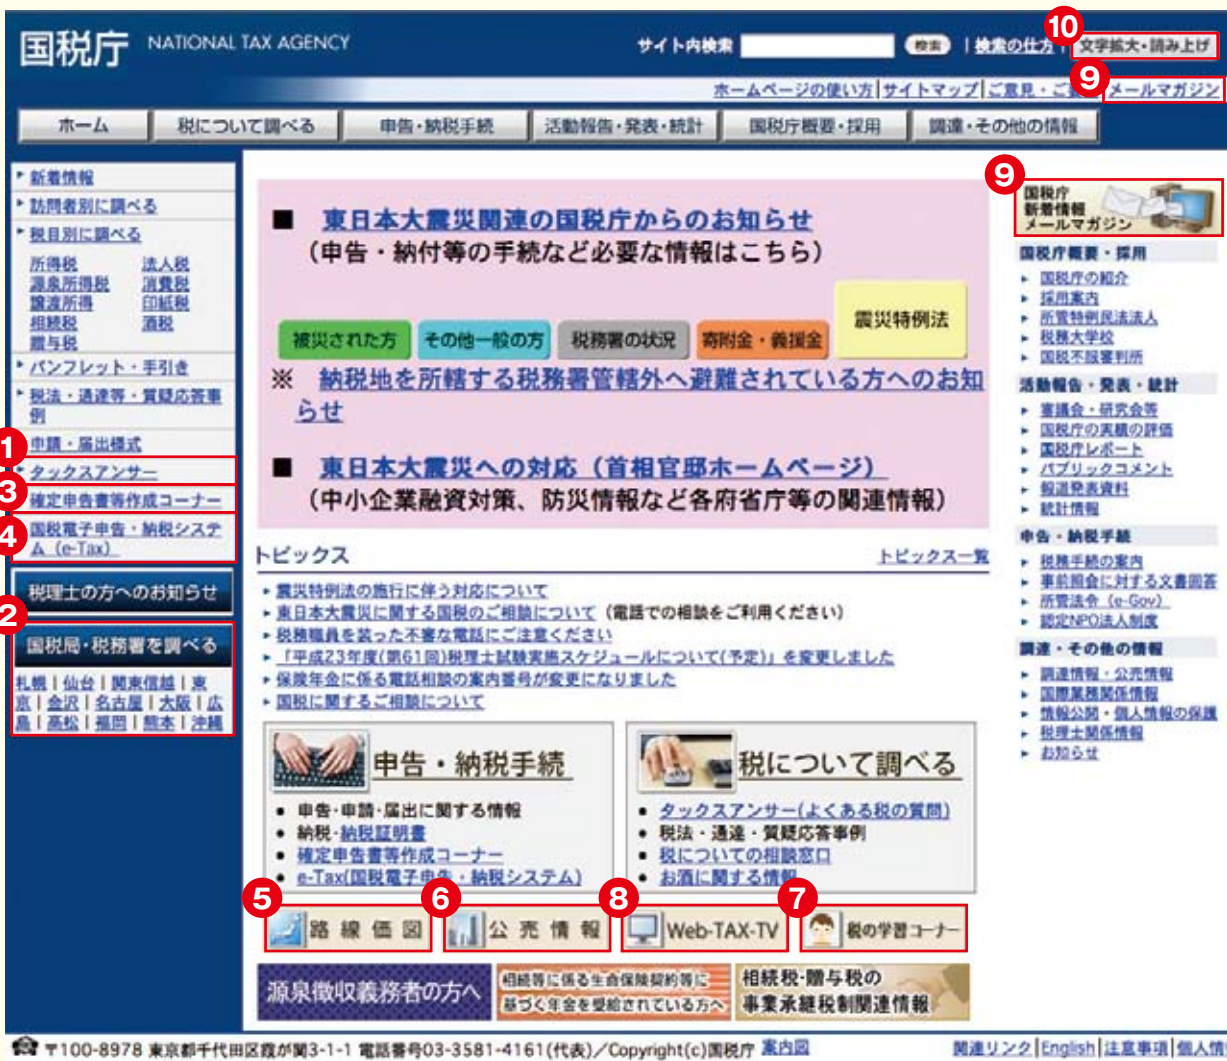 国税庁 NATIONAL TAX AGENCY
サイト内検索 検索 | 検索の仕方 |
10
文字拡大・読み上げ
9
ホームページの使い方 | サイトマップ | ご意見・ご
メールマガジン
ホーム 税について調べる 申告・納税手続 活動報告・発表・統計 国税庁概要・採用 調達・その他の情報
新着情報
訪問者別に調べる
税目別に調べる
所得税 法人税
源泉所得税 消費税
譲渡所得 印紙税
相続税 酒税
贈与税
パンフレット・手引き
税法・通達等・質疑応答事
例
申請・届出様式
1
タックスアンサー
3
確定申告書等作成コーナー
4
国税電子申告・納税システ
ム（e-Tax）
税理士の方へのお知らせ
2
国税局・税務署を調べる
札幌 | 仙台 | 関東信越 | 東
京 | 金沢 | 名古屋 | 大阪 | 広
島 | 高松 | 福岡 | 熊本 | 沖縄
■ 東日本大震災関連の国税庁からのお知らせ
（申告・納付等の手続など必要な情報はこちら）
被災された方 その他一般の方 税務署の状況 寄附金・義援金 震災特例法
※ 納税地を所轄する税務署管轄外へ避難されている方へのお知
らせ
■ 東日本大震災への対応（首相官邸ホームページ）
（中小企業融資対策、防災情報など各府省庁等の関連情報）
トピックス トピックス一覧
震災特例法の施行に伴う対応について
東日本大震災に関する国税のご相談について（電話での相談をご利用ください）
税務職員を装った不審な電話にご注意ください
「平成23年度(第61回)税理士試験実施スケジュールについて(予定)」を変更しました
保険年金に係る電話相談の案内番号が変更になりました
国税に関するご相談について
申告・納税手続
• 申告・申請・届出に関する情報
• 納税・納税証明書
• 確定申告書等作成コーナー
• e-Tax(国税電子申告・納税システム)
税について調べる
• タックスアンサー(よくある税の質問)
• 税法・通達・質疑応答事例
• 税についての相談窓口
• お酒に関する情報
5
路線価図
6
公売情報
8
Web-TAX-TV
7
税の学習コーナー
源泉徴収義務者の方へ
相続等に係る生命保険契約等に
基づく年金を受給されている方へ
相続税・贈与税の
事業承継税制関連情報
9
国税庁
新着情報
メールマガジン
国税庁概要・採用
国税庁の紹介
採用案内
所管特例民法法人
税務大学校
国税不服審判所
活動報告・発表・統計
審議会・研究会等
国税庁の実績の評価
国税庁レポート
パブリックコメント
報道発表資料
統計情報
申告・納税手続
税務手続の案内
事前照会に対する文書回答
所管法令（e-Gov）
認定NPO法人制度
調達・その他の情報
調達情報・公売情報
国際業務関係情報
情報公開・個人情報の保護
税理士関係情報
お知らせ
〒100-8978 東京都千代田区霞が関3-1-1 電話番号03-3581-4161(代表)／Copyright(c)国税庁 案内図
関連リンク | English | 注意事項 | 個人情